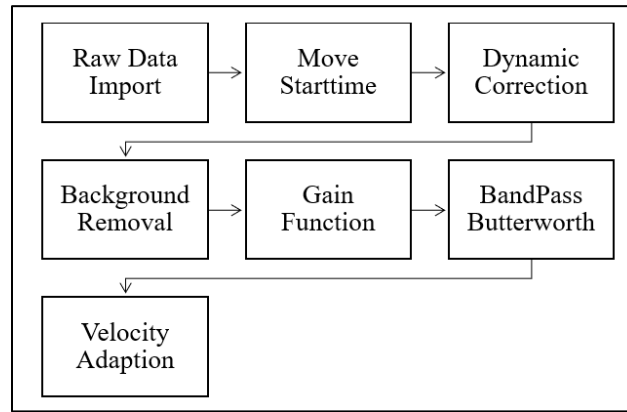 Raw Data
Import
Move
Starttime
Dynamic
Correction
Background
Removal
Gain
Function
BandPass
Butterworth
Velocity
Adaption